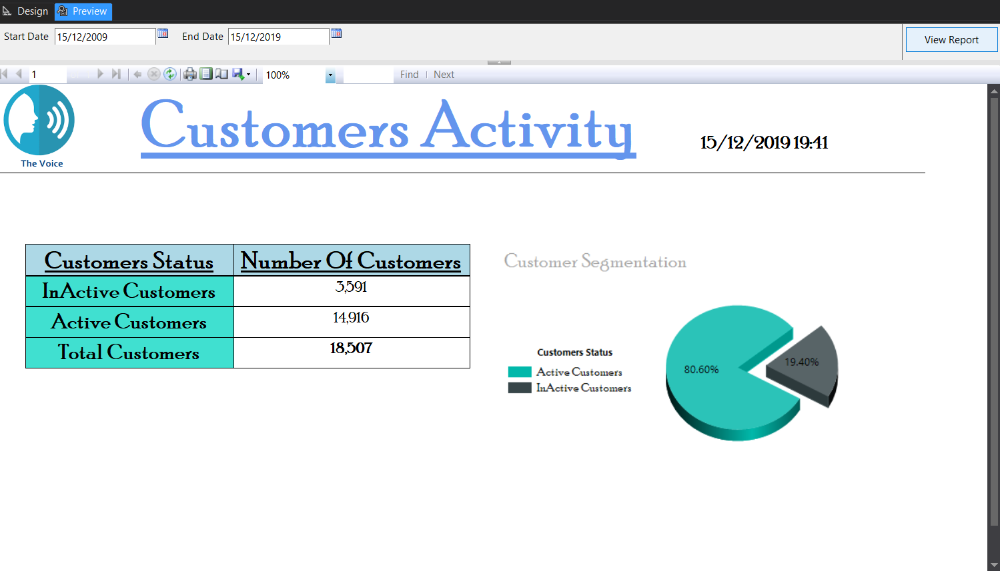 Design Preview
Start Date 15/12/2009 End Date 15/12/2019 View Report
1 100% Find Next
The Voice
Customers Activity
15/12/2019 19:41
Customers Status Number Of Customers
InActive Customers 3,591
Active Customers 14,916
Total Customers 18,507
Customer Segmentation
Customers Status
Active Customers
InActive Customers
80.60%
19.40%